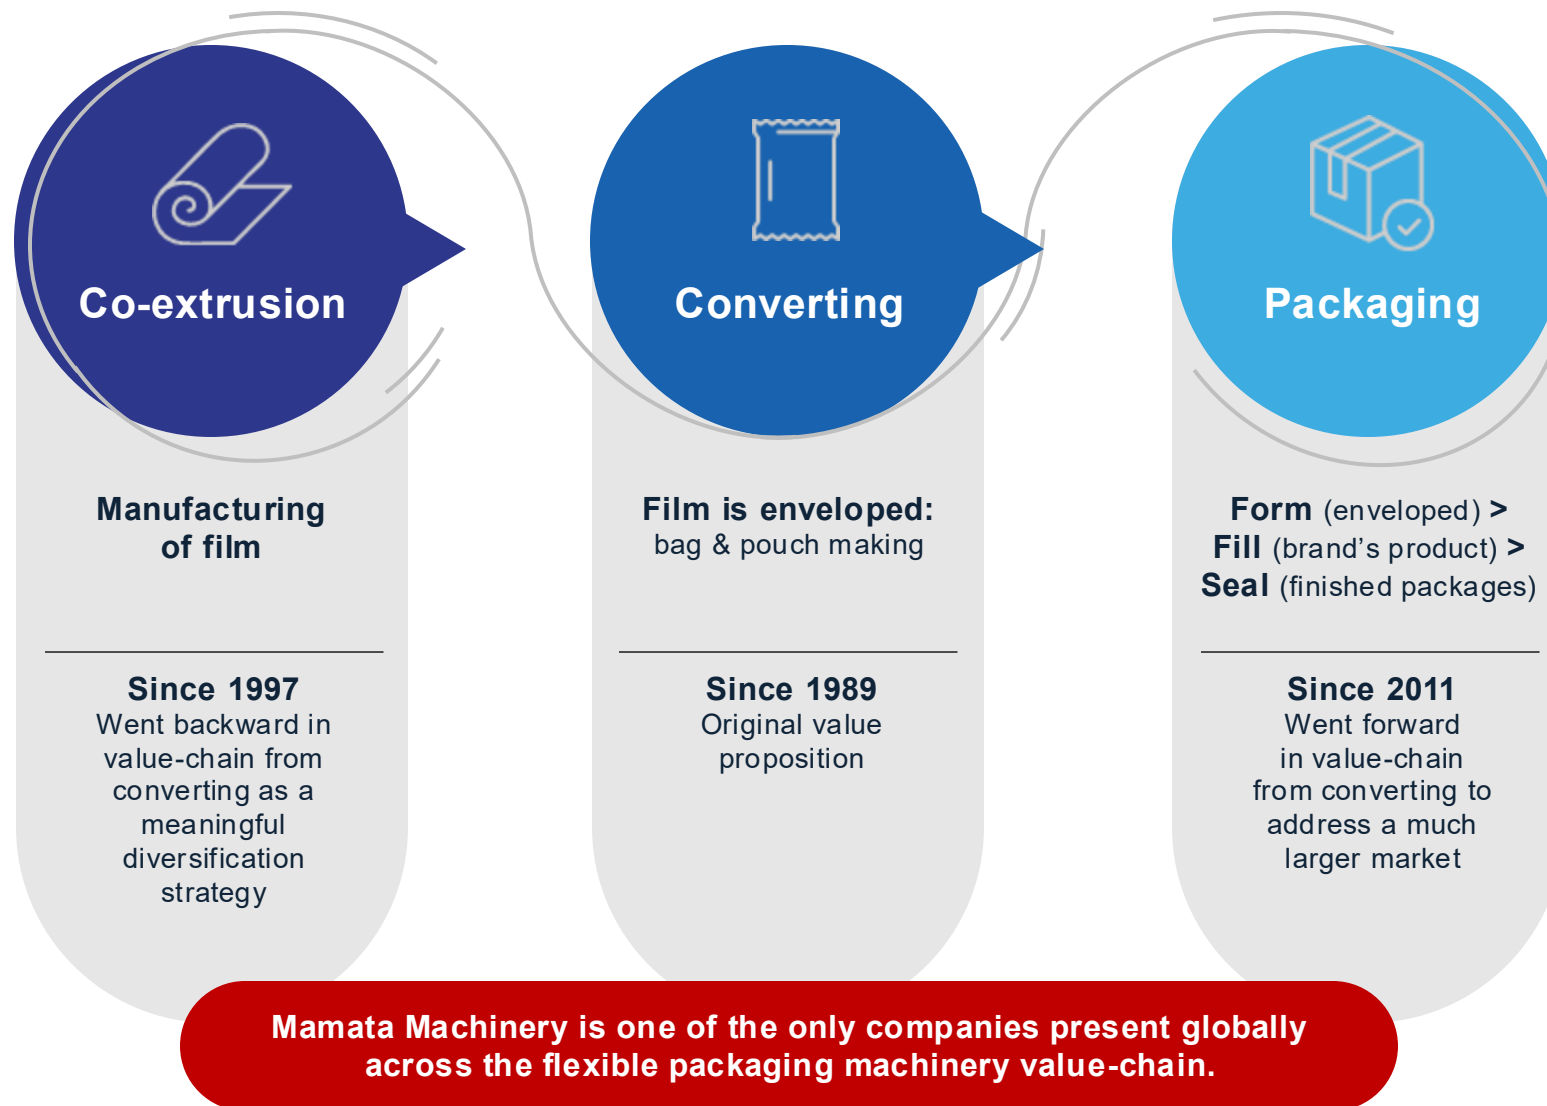 Co-extrusion
Manufacturing
of film
Since 1997
Went backward in
value-chain from
converting as a
meaningful
diversification
strategy
Converting
Film is enveloped:
bag & pouch making
Since 1989
Original value
proposition
Packaging
Form (enveloped) >
Fill (brand’s product) >
Seal (finished packages)
Since 2011
Went forward
in value-chain
from converting to
address a much
larger market
Mamata Machinery is one of the only companies present globally
across the flexible packaging machinery value-chain.